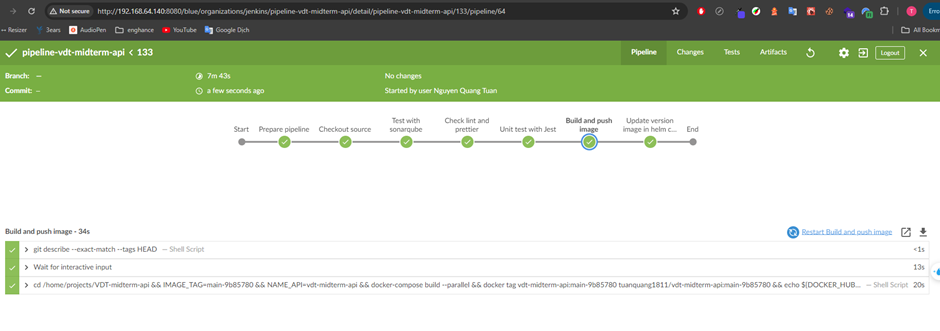 Not secure http://192.168.64.140:8080/blue/organizations/jenkins/pipeline-vdt-midterm-api/detail/pipeline-vdt-midterm-api/133/pipeline/64
14 T Erro
Resizer 3ears AudioPen enghance YouTube Google Dịch All Bookm
pipeline-vdt-midterm-api < 133 Pipeline Changes Tests Artifacts Logout
Branch: — 7m 43s No changes
Commit: — a few seconds ago Started by user Nguyen Quang Tuan
Start Prepare pipeline Checkout source Test with sonarqube Check lint and prettier Unit test with Jest Build and push image Update version image in helm c... End
Build and push image - 34s Restart Build and push image
git describe --exact-match --tags HEAD — Shell Script <1s
Wait for interactive input 13s
cd /home/projects/VDT-midterm-api && IMAGE_TAG=main-9b85780 && NAME_API=vdt-midterm-api && docker-compose build --parallel && docker tag vdt-midterm-api:main-9b85780 tuanquang1811/vdt-midterm-api:main-9b85780 && echo ${DOCKER_HUB... — Shell Script 20s